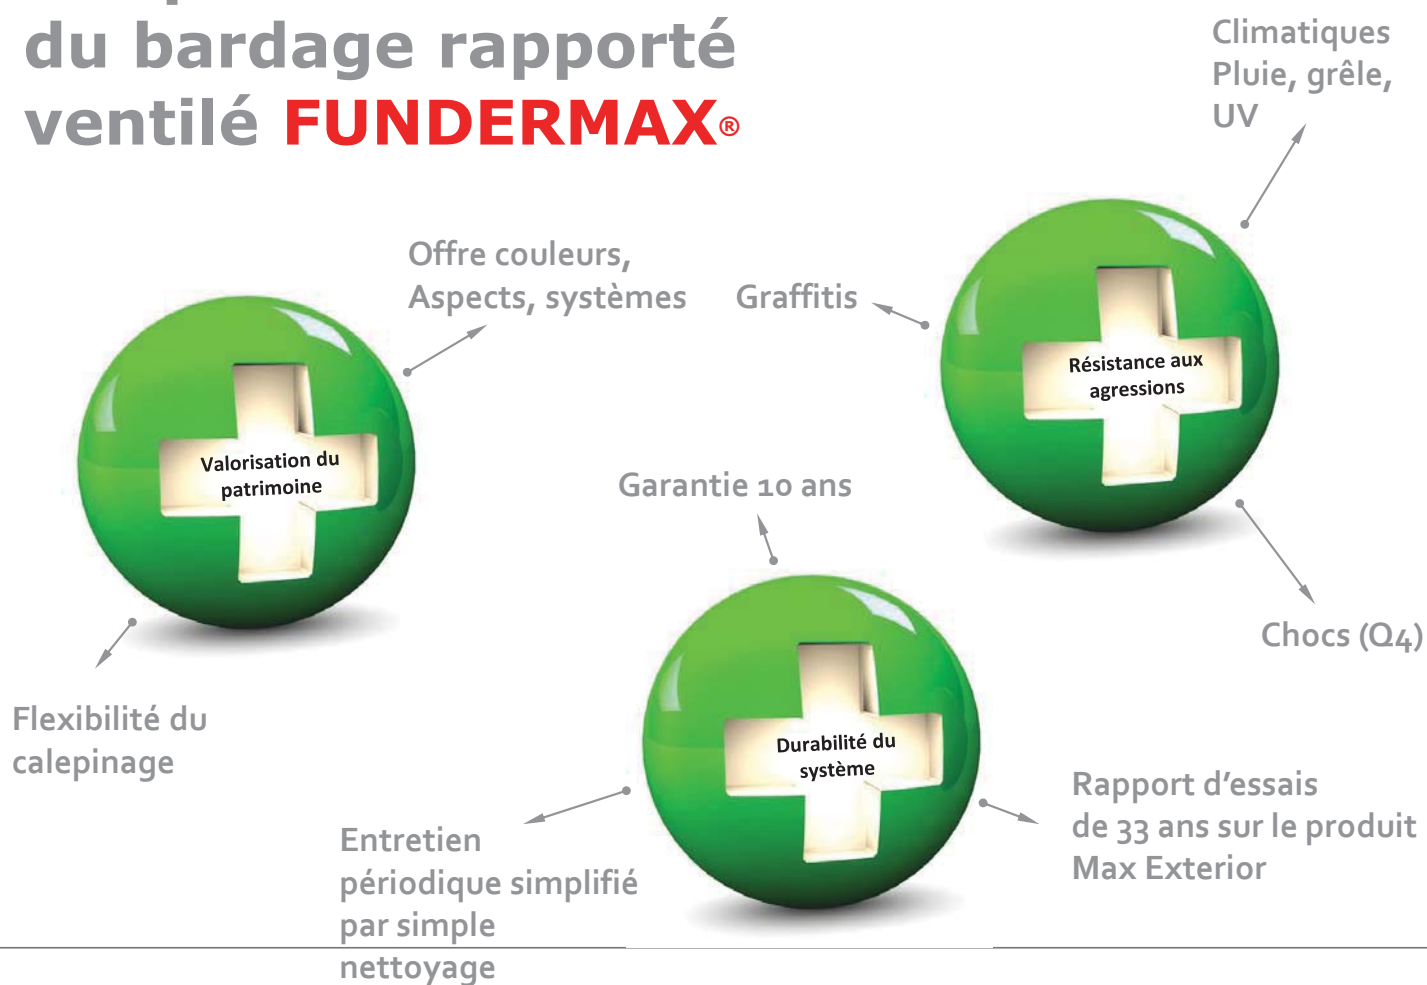 du bardage rapporté
ventilé FUNDERMAX®
Climatiques
Pluie, grêle,
UV
Offre couleurs,
Aspects, systèmes
Graffitis
Résistance aux
agressions
Valorisation du
patrimoine
Garantie 10 ans
Chocs (Q4)
Flexibilité du
calepinage
Durabilité du
système
Rapport d'essais
de 33 ans sur le produit
Max Exterior
Entretien
périodique simplifié
par simple
nettoyage